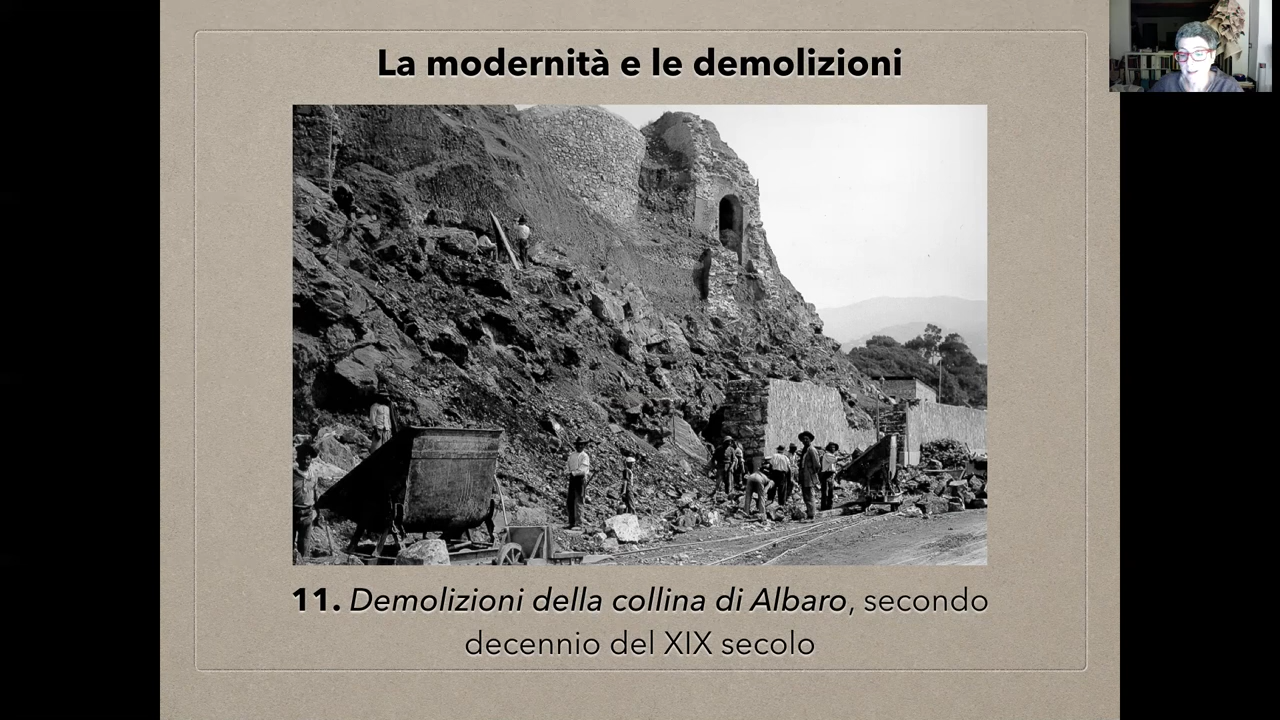 La modernità e le demolizioni
11. Demolizioni della collina di Albaro, secondo
decennio del XIX secolo